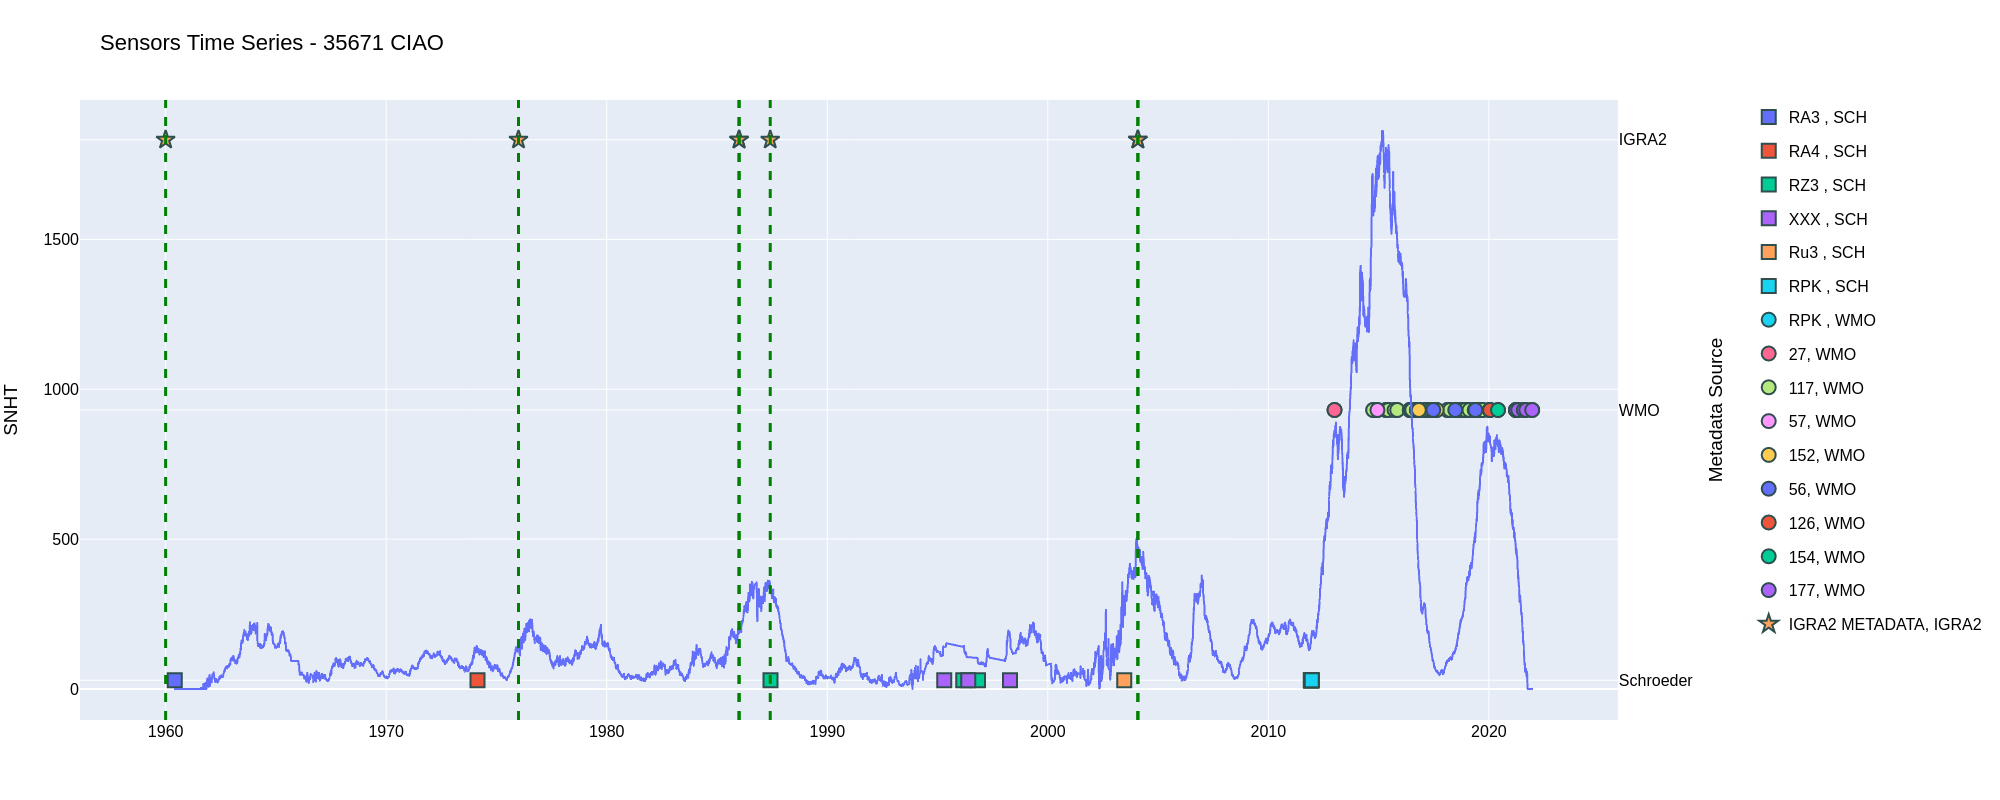 Sensors Time Series - 35671 CIAO
SNHT
1500
1000
500
0
1960
1970
1980
1990
2000
2010
2020
IGRA2
WMO
Schroeder
Metadata Source
RA3 , SCH
RA4 , SCH
RZ3 , SCH
XXX , SCH
Ru3 , SCH
RPK , SCH
RPK , WMO
27, WMO
117, WMO
57, WMO
152, WMO
56, WMO
126, WMO
154, WMO
177, WMO
IGRA2 METADATA, IGRA2